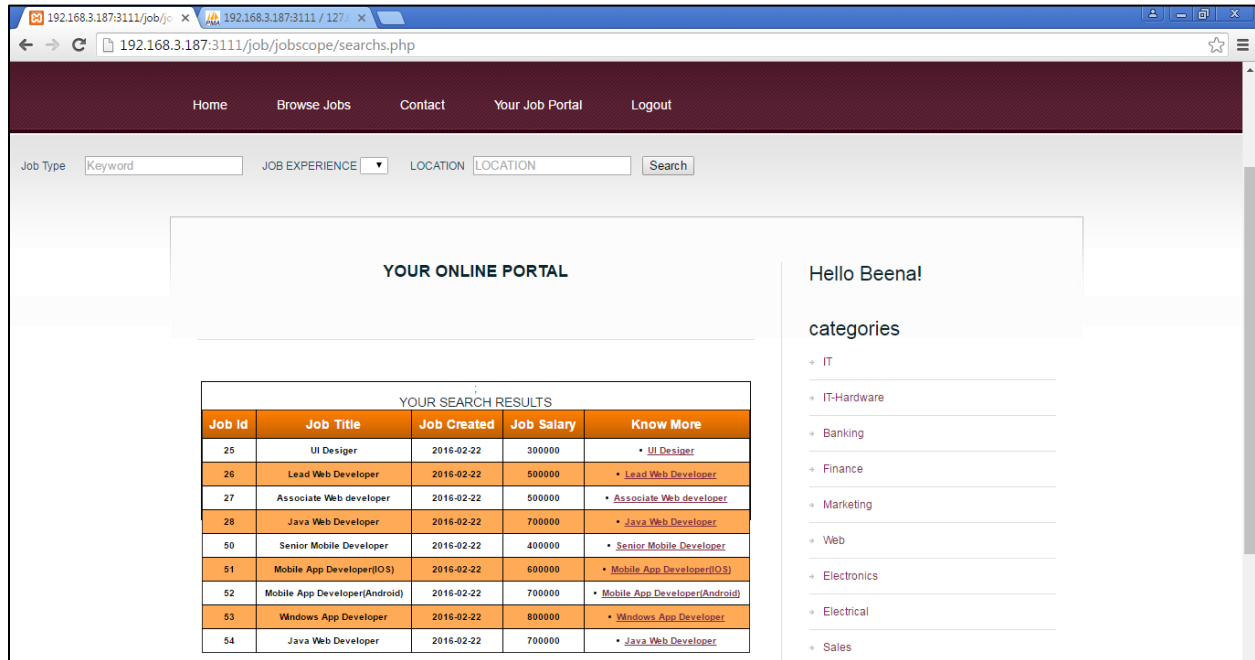 192.168.3.187:3111/job/jo
192.168.3.187:3111 / 127.
192.168.3.187:3111/job/jobscope/searchs.php
Home Browse Jobs Contact Your Job Portal Logout
Job Type Keyword JOB EXPERIENCE LOCATION LOCATION Search
YOUR ONLINE PORTAL
Hello Beena!
categories
IT
IT-Hardware
Banking
Finance
Marketing
Web
Electronics
Electrical
Sales
:
YOUR SEARCH RESULTS
Job Id Job Title Job Created Job Salary Know More
25 UI Desiger 2016-02-22 300000 • UI Desiger
26 Lead Web Developer 2016-02-22 500000 • Lead Web Developer
27 Associate Web developer 2016-02-22 500000 • Associate Web developer
28 Java Web Developer 2016-02-22 700000 • Java Web Developer
50 Senior Mobile Developer 2016-02-22 400000 • Senior Mobile Developer
51 Mobile App Developer(IOS) 2016-02-22 600000 • Mobile App Developer(IOS)
52 Mobile App Developer(Android) 2016-02-22 700000 • Mobile App Developer(Android)
53 Windows App Developer 2016-02-22 800000 • Windows App Developer
54 Java Web Developer 2016-02-22 700000 • Java Web Developer